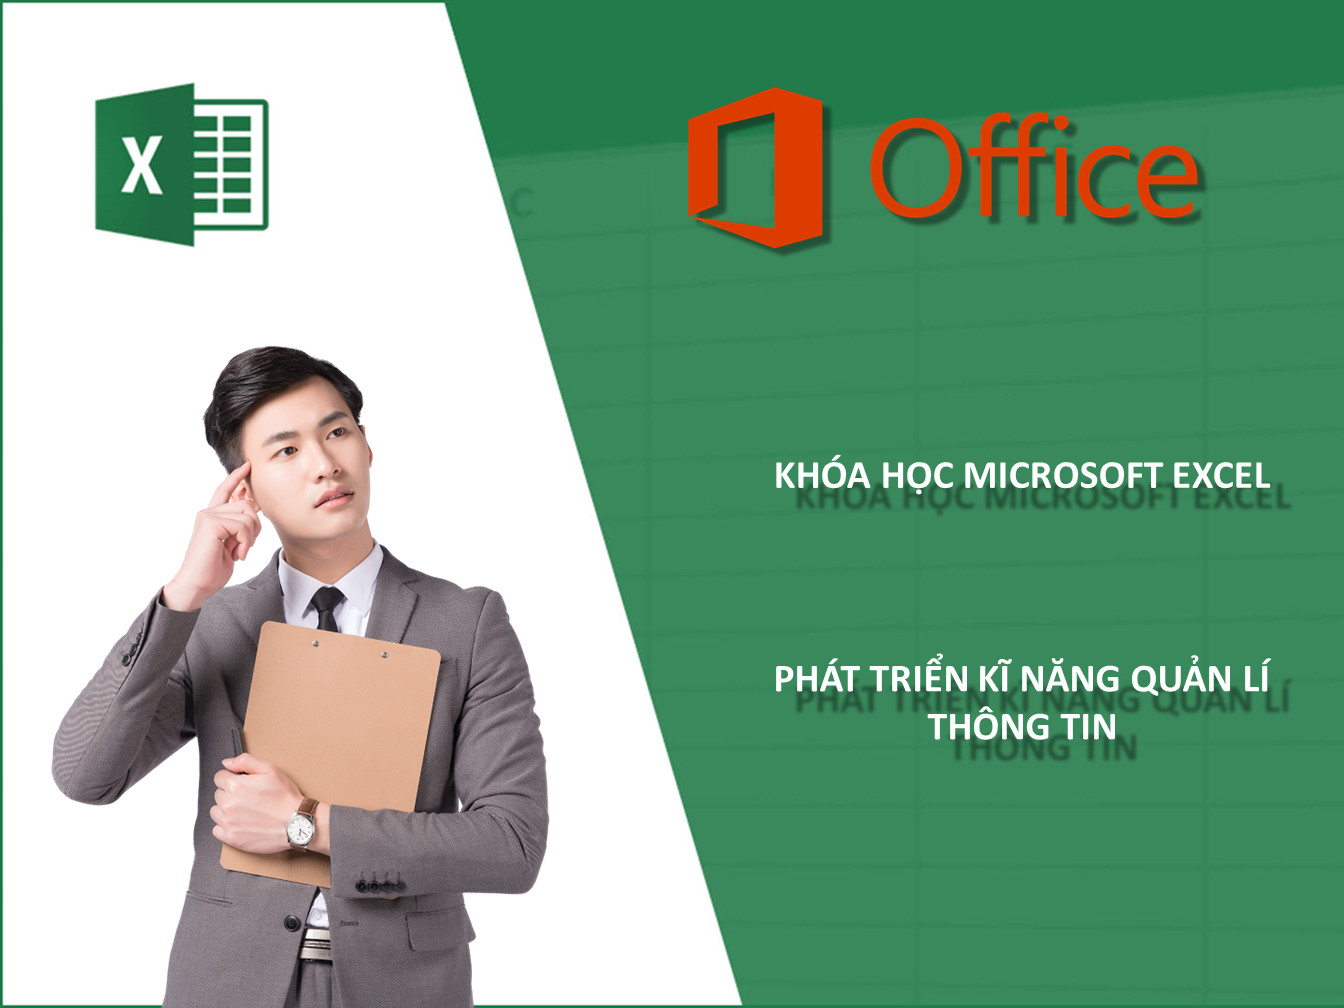 X
Office
C
KHÓA HỌC MICROSOFT EXCEL
PHÁT TRIỂN KĨ NĂNG QUẢN LÍ
THÔNG TIN